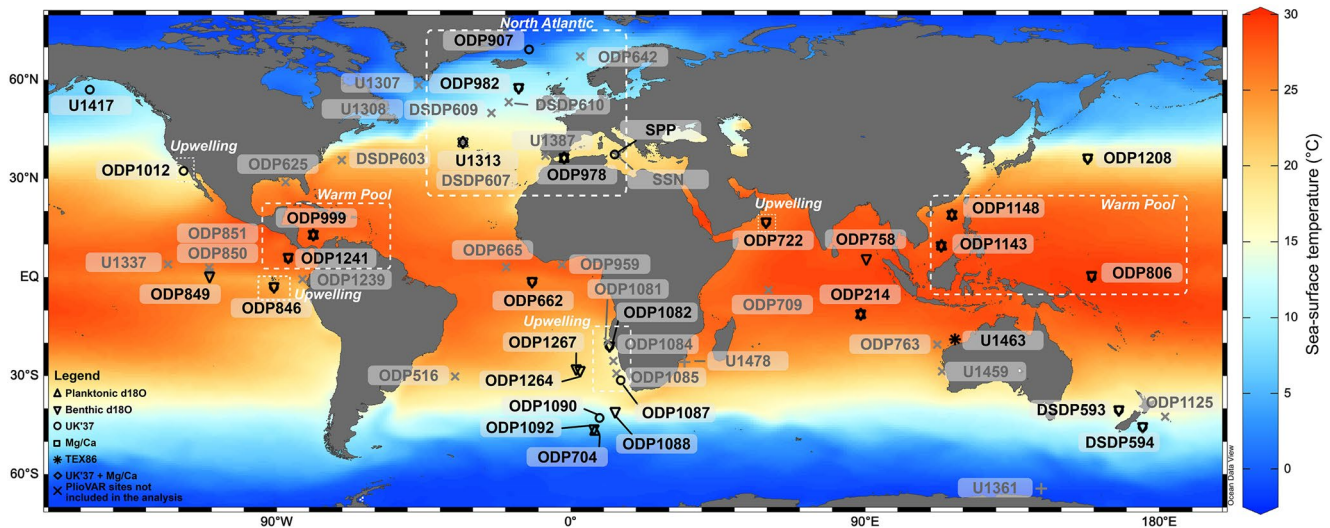 North Atlantic
ODP907
ODP642
60°N
U1307
ODP982
U1417
U1308
DSDP609
DSDP610
Upwelling
ODP625
DSDP603
U1313
DSDP607
U1387
SPP
ODP978
SSN
ODP1208
ODP1012
30°N
Warm Pool
ODP999
Upwelling
ODP722
ODP758
ODP1148
Warm Pool
ODP1143
ODP851
ODP850
U1337
ODP1241
ODP665
ODP959
EQ
ODP849
ODP1239
ODP846
Upwelling
ODP662
ODP1081
ODP709
ODP214
ODP806
ODP1082
Upwelling
ODP1267
ODP1084
U1478
ODP763
U1463
30°S
ODP516
ODP1264
ODP1085
U1459
ODP1090
ODP1087
DSDP593
ODP1125
ODP1092
ODP1088
DSDP594
ODP704
60°S
U1361
Legend
Planktonic d18O
Benthic d18O
UK'37
Mg/Ca
TEX86
UK'37 + Mg/Ca
PlioVAR sites not
included in the analysis
90°W
0°
90°E
180°E
Ocean Data View
30
25
20
15
10
5
0
Sea-surface temperature (°C)